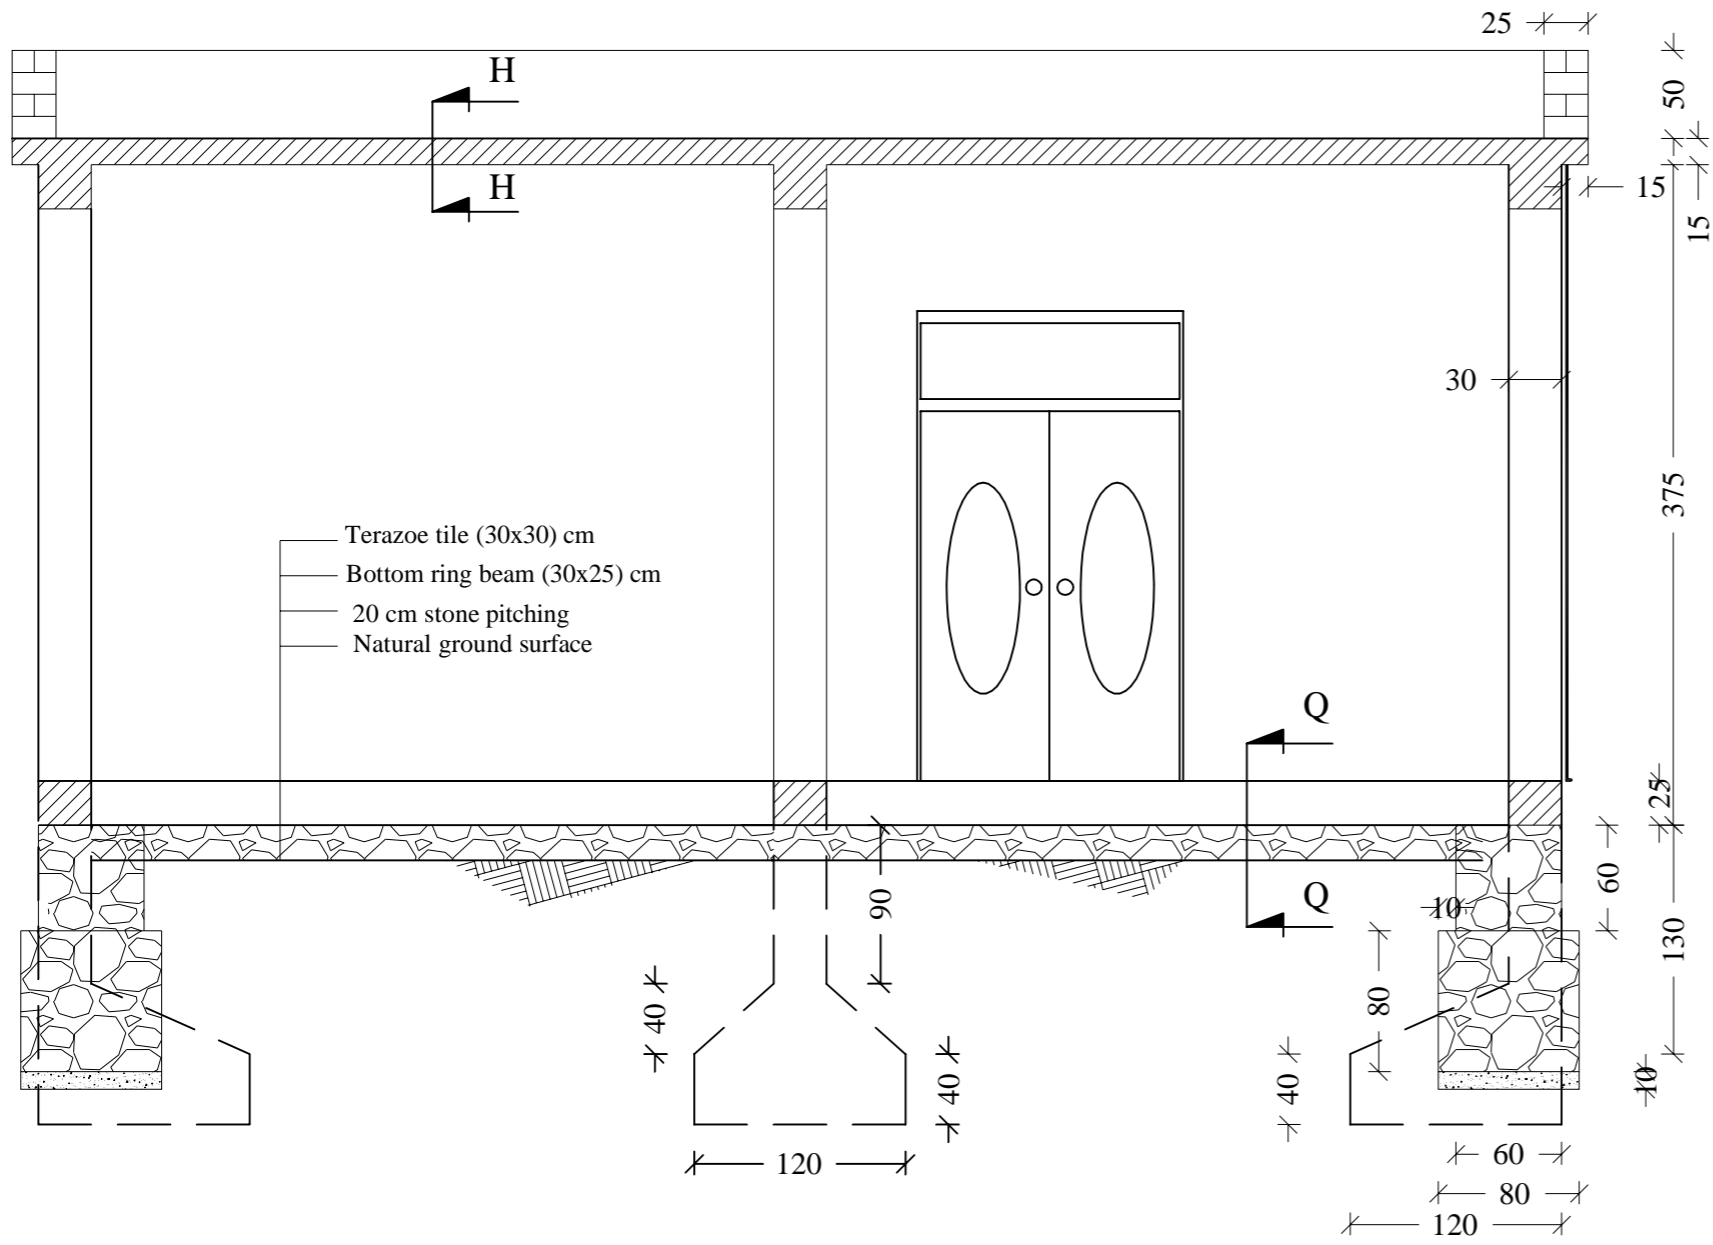 25
H
50
H
15
15
30
375
Terazoe tile (30x30) cm
Bottom ring beam (30x25) cm
20 cm stone pitching
Natural ground surface
Q
25
60
90
Q
10
130
80
40
40
40
10
60
120
80
120